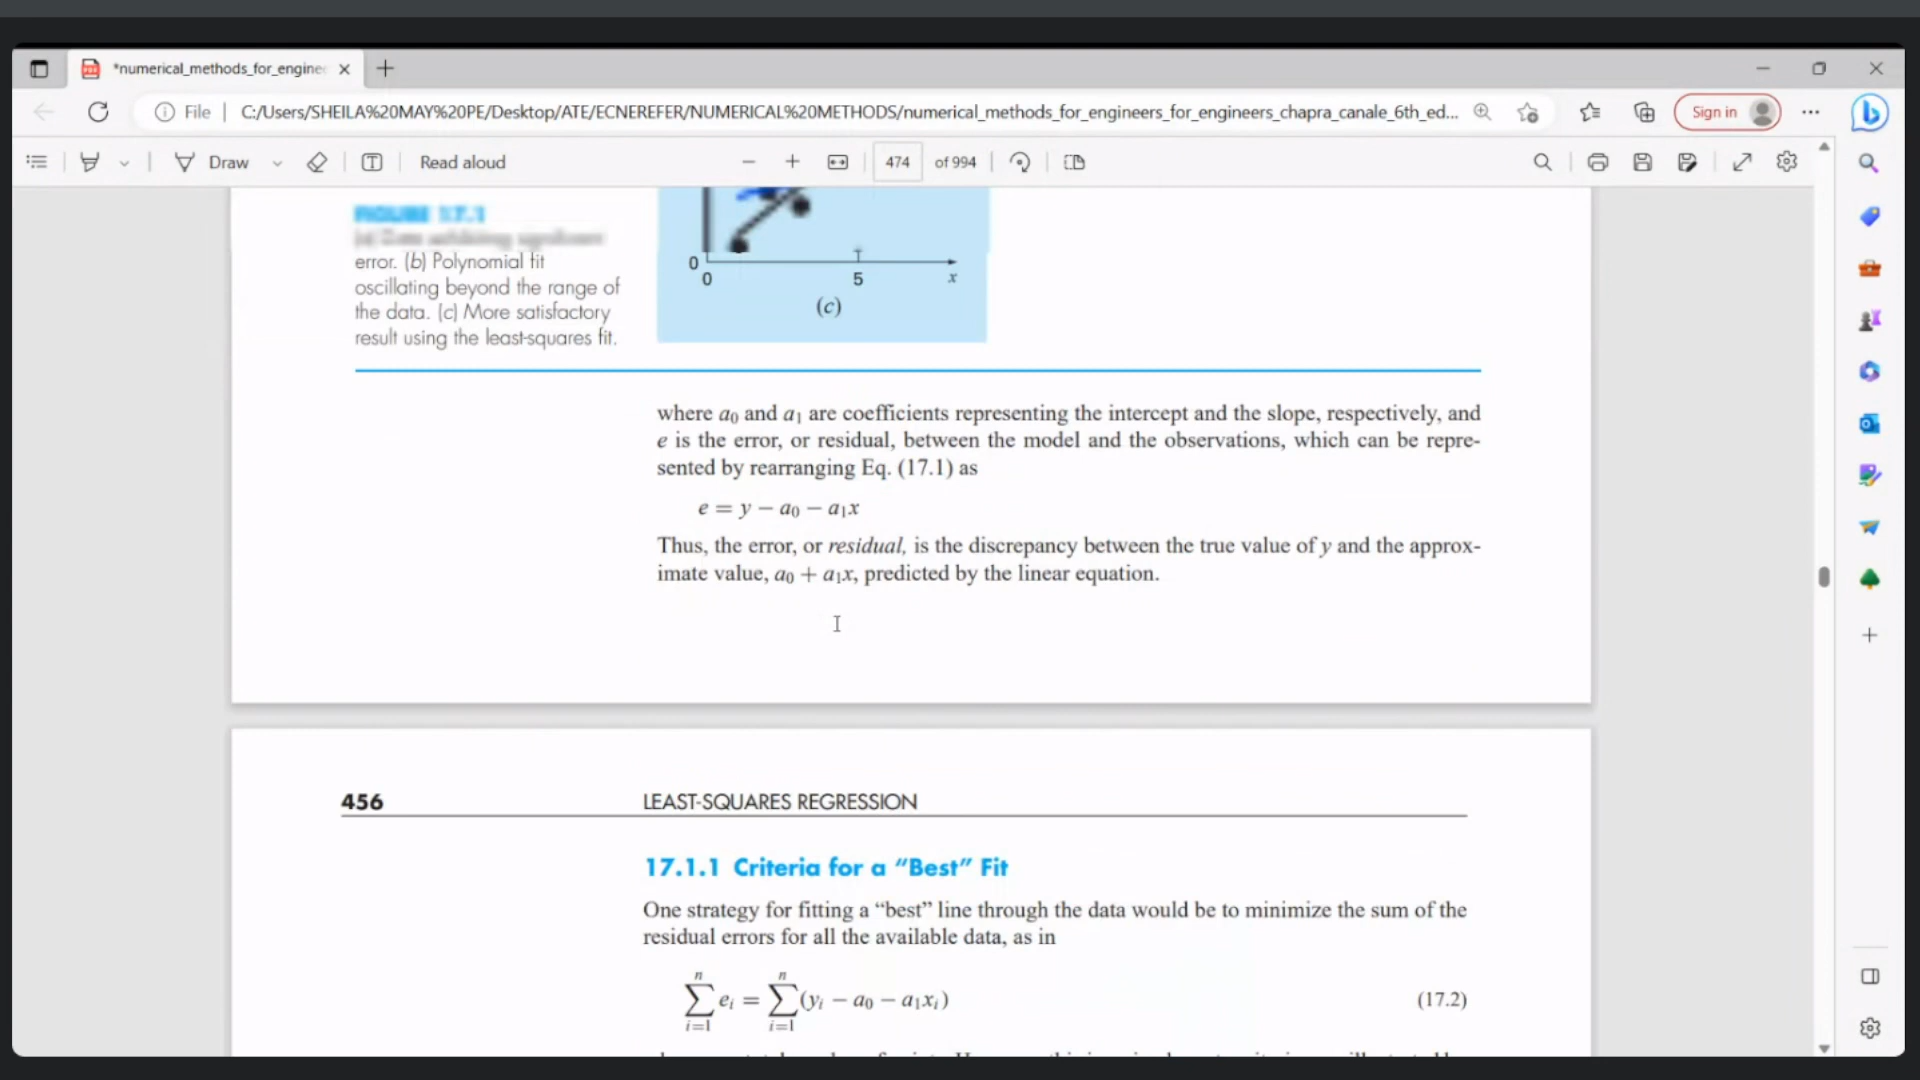 *numerical_methods_for_enginee
File
C:/Users/SHEILA%20MAY%20PE/Desktop/ATE/ECNEREFER/NUMERICAL%20METHODS/numerical_methods_for_engineers_for_engineers_chapra_canale_6th_ed...
Sign in
Draw
Read aloud
474 of 994
FIGURE 17.1
error. (b) Polynomial fit
oscillating beyond the range of
the data. (c) More satisfactory
result using the least-squares fit.
0
0 5 x
(c)
where a₀ and a₁ are coefficients representing the intercept and the slope, respectively, and
e is the error, or residual, between the model and the observations, which can be repre-
sented by rearranging Eq. (17.1) as
e = y − a₀ − a₁x
Thus, the error, or residual, is the discrepancy between the true value of y and the approx-
imate value, a₀ + a₁x, predicted by the linear equation.
456 LEAST-SQUARES REGRESSION
17.1.1 Criteria for a “Best” Fit
One strategy for fitting a “best” line through the data would be to minimize the sum of the
residual errors for all the available data, as in
n n
∑ eᵢ = ∑ (yᵢ − a₀ − a₁xᵢ) (17.2)
i=1 i=1